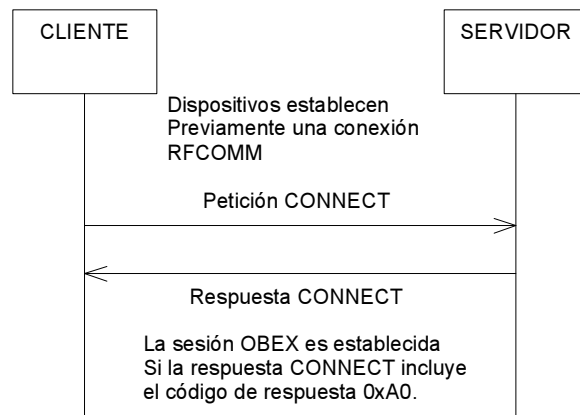 CLIENTE
SERVIDOR
Dispositivos establecen
Previamente una conexión
RFCOMM
Petición CONNECT
Respuesta CONNECT
La sesión OBEX es establecida
Si la respuesta CONNECT incluye
el código de respuesta 0xA0.